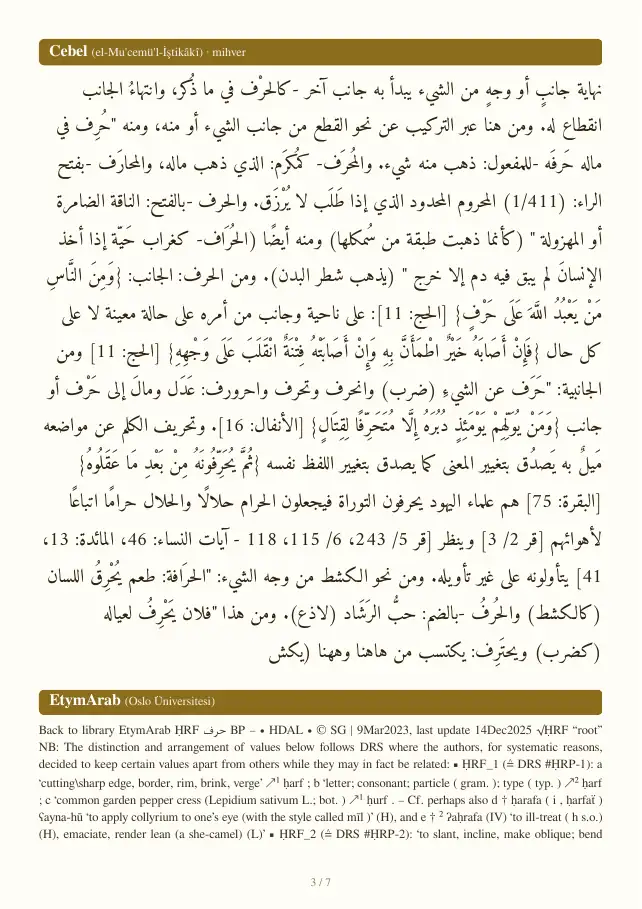 Cebel (el-Mu'cemü'l-İştikâkî) · mihver
نهاية جانبٍ أو وجهٍ من الشيء يبدأ به جانب آخر -كالحرْف في ما ذُكر، وانتهاءُ الجانب
انقطاع له. ومن هنا عبر التركيب عن نحو القطع من جانب الشيء أو منه، ومنه "حُرِف في
ماله حَرفَه -للمفعول: ذهب منه شيء. والمُحرَف- كمُكرَم: الذي ذهب ماله، والمحارَف -بفتح
الراء: (1/411) المحروم المحدود الذي إذا طَلَب لا يُرْزَق. والحرف -بالفتح: الناقة الضامرة
أو المهزولة " (كأنما ذهبت طبقة من سُمكلها) ومنه أيضًا (الحُرَاف- كغراب حَيّة إذا أخذ
الإنسانَ لم يبق فيه دم إلا خرج " (يذهب شطر البدن). ومن الحرف: الجانب: {وَمِنَ النَّاسِ
مَنْ يَعْبُدُ اللَّهَ عَلَى حَرْفٍ} [الحج: 11]: على ناحية وجانب من أمره على حالة معينة لا على
كل حال {فَإِنْ أَصَابَهُ خَيْرٌ اطْمَأَنَّ بِهِ وَإِنْ أَصَابَتْهُ فِتْنَةٌ انْقَلَبَ عَلَى وَجْهِهِ} [الحج: 11] ومن
الجانبية: "حَرَف عن الشيءِ (ضرب) وانحرف وتحرف واحرورف: عَدَل ومالَ إلى حَرْف أو
جانب {وَمَنْ يُوَلِّهِمْ يَوْمَئِذٍ دُبُرَهُ إِلَّا مُتَحَرِّفًا لِقِتَالٍ} [الأنفال: 16]. وتحريف الكلم عن مواضعه
مَيلٌ به يَصدُق بتغيير المعنى كما يصدق بتغيير اللفظ نفسه {ثُمَّ يُحَرِّفُونَهُ مِنْ بَعْدِ مَا عَقَلُوهُ}
[البقرة: 75] هم علماء اليهود يحرفون التوراة فيجعلون الحرام حلالًا والحلال حرامًا اتباعًا
لأهوائهم [قر 2/ 3] وينظر [قر 5/ 243، 6/ 115، 118 - آيات النساء: 46، المائدة: 13،
41] يتأولونه على غير تأويله. ومن نحو الكشط من وجه الشيء: "الحَرافة: طعم يُحْرِقُ اللسان
(كالكشط) والحُرفُ -بالضم: حبُّ الرَشَاد (لاذع). ومن هذا "فلان يَحْرِفُ لعياله
(كضرب) ويحتَرِف: يكتسب من هاهنا وههنا (يكش
EtymArab (Oslo Üniversitesi)
Back to library EtymArab ḤRF حرف BP – • HDAL • © SG | 9Mar2023, last update 14Dec2025 √ḤRF “root”
NB: The distinction and arrangement of values below follows DRS where the authors, for systematic reasons,
decided to keep certain values apart from others while they may in fact be related: ▪ ḤRF_1 (≙ DRS #ḤRP-1): a
‘cutting\sharp edge, border, rim, brink, verge’ ↗¹ ḥarf ; b ‘letter; consonant; particle ( gram. ); type ( typ. ) ↗² ḥarf
; c ‘common garden pepper cress (Lepidium sativum L.; bot. ) ↗¹ ḥurf . – Cf. perhaps also d † ḥarafa ( i , ḥarfaẗ )
ʕayna-hū ‘to apply collyrium to one’s eye (with the style called mīl )’ (H), and e † ² ʔaḥrafa (IV) ‘to ill-treat ( h s.o.)
(H), emaciate, render lean (a she-camel) (L)’ ▪ ḤRF_2 (≙ DRS #ḤRP-2): ‘to slant, incline, make oblique; bend
3 / 7